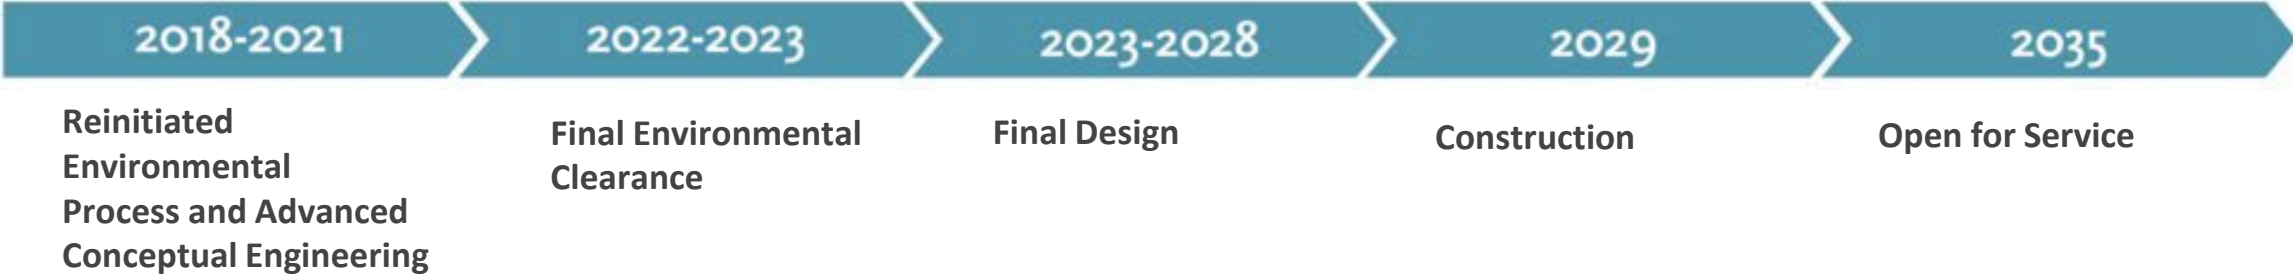 2018-2021
2022-2023
2023-2028
2029
2035
Reinitiated
Environmental
Process and Advanced
Conceptual Engineering
Final Environmental
Clearance
Final Design
Construction
Open for Service